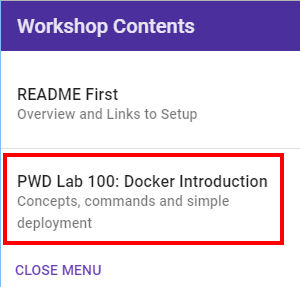 Workshop Contents
README First
Overview and Links to Setup
PWD Lab 100: Docker Introduction
Concepts, commands and simple
deployment
CLOSE MENU